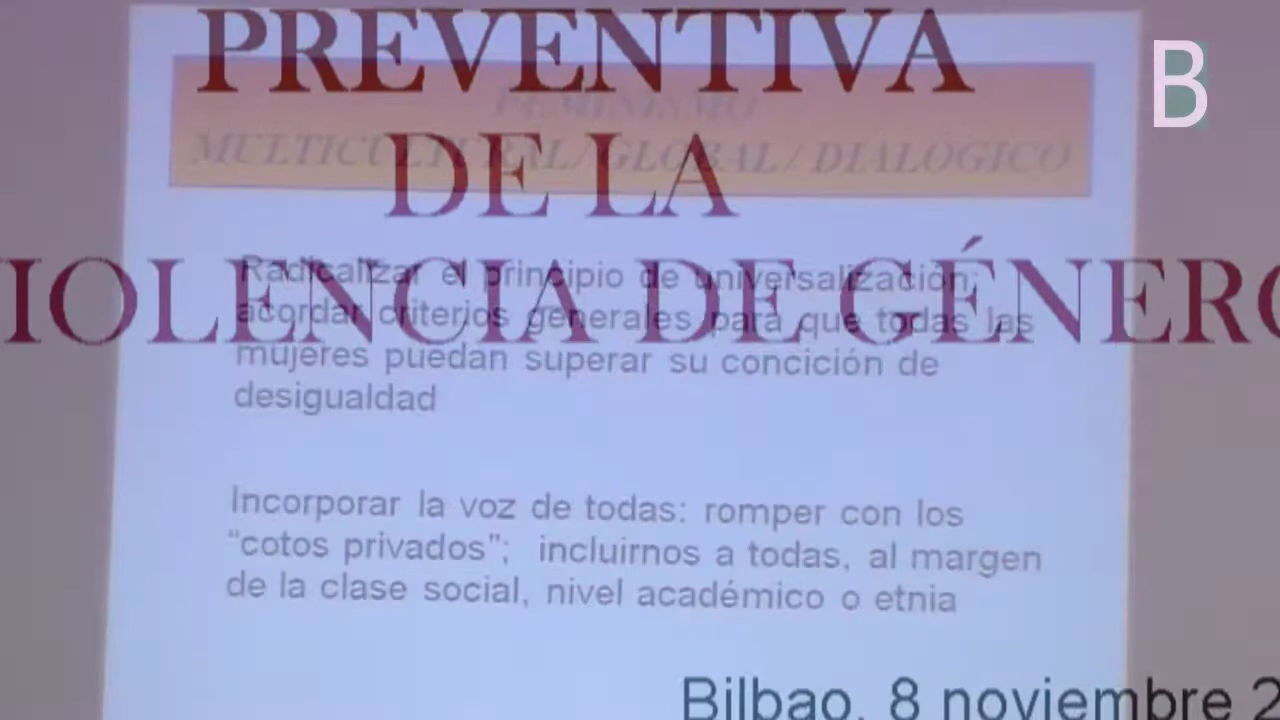 PREVENTIVA
B
FEMINISMO
MULTICULTURAL/GLOBAL/ DIALÓGICO
DE LA
IOLENCIA DE GÉNER
Radicalizar el principio de universalización;
acordar criterios generales para que todas las
mujeres puedan superar su concición de
desigualdad
Incorporar la voz de todas: romper con los
“cotos privados”; incluirnos a todas, al margen
de la clase social, nivel académico o etnia
Bilbao, 8 noviembre 2